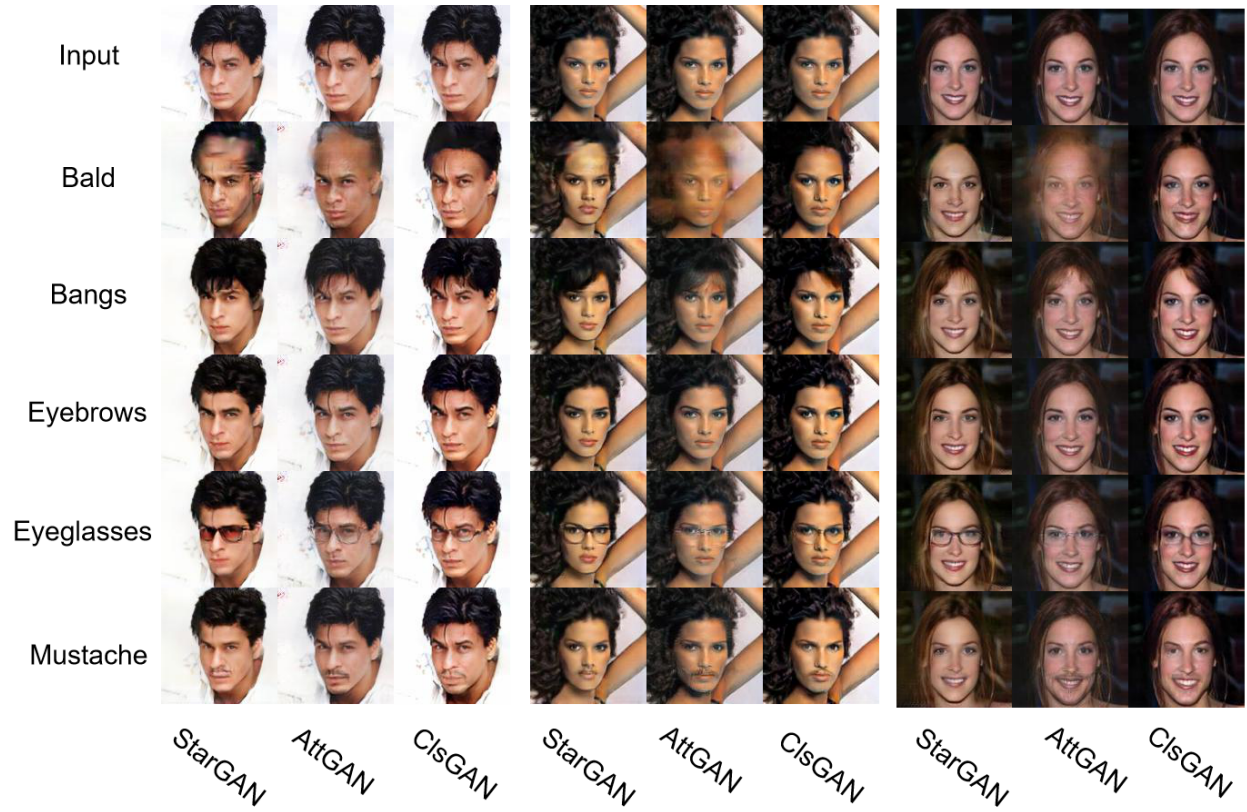 Input
Bald
Bangs
Eyebrows
Eyeglasses
Mustache
StarGAN
AttGAN
ClsGAN
StarGAN
AttGAN
ClsGAN
StarGAN
AttGAN
ClsGAN